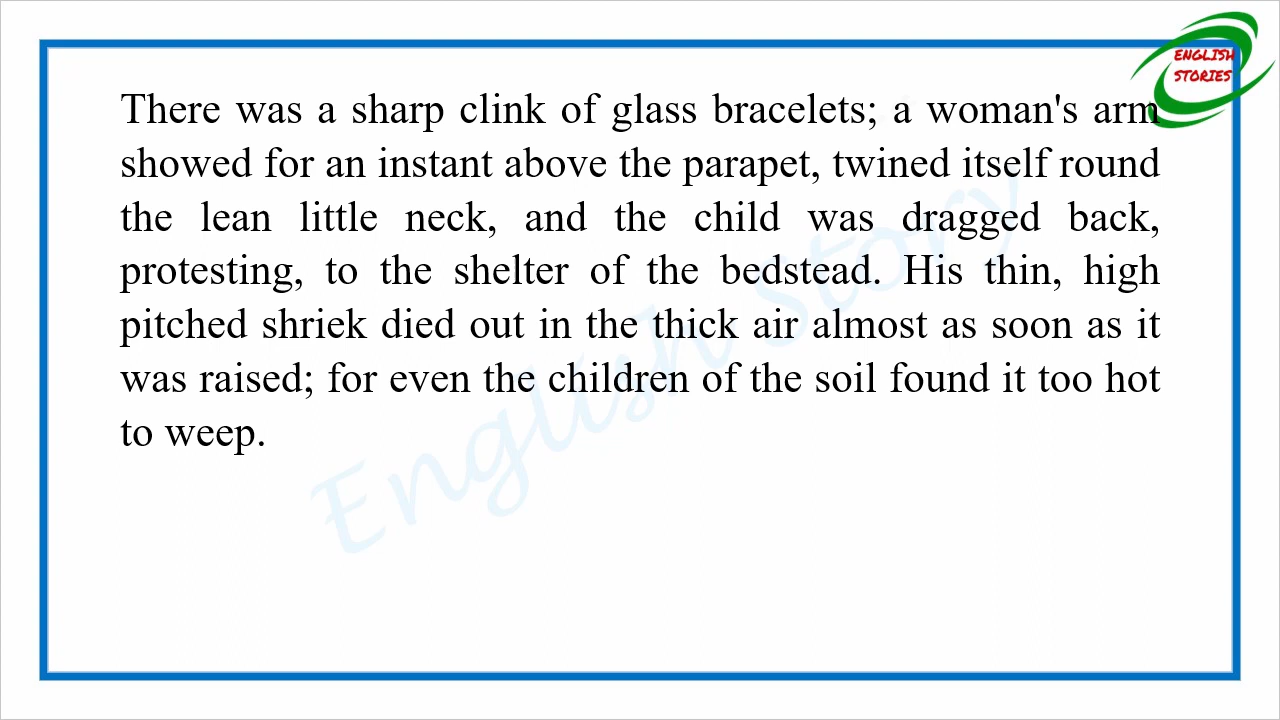 ENGLISH
STORIES
There was a sharp clink of glass bracelets; a woman's arm
showed for an instant above the parapet, twined itself round
the lean little neck, and the child was dragged back,
protesting, to the shelter of the bedstead. His thin, high
pitched shriek died out in the thick air almost as soon as it
was raised; for even the children of the soil found it too hot
to weep.
English Story